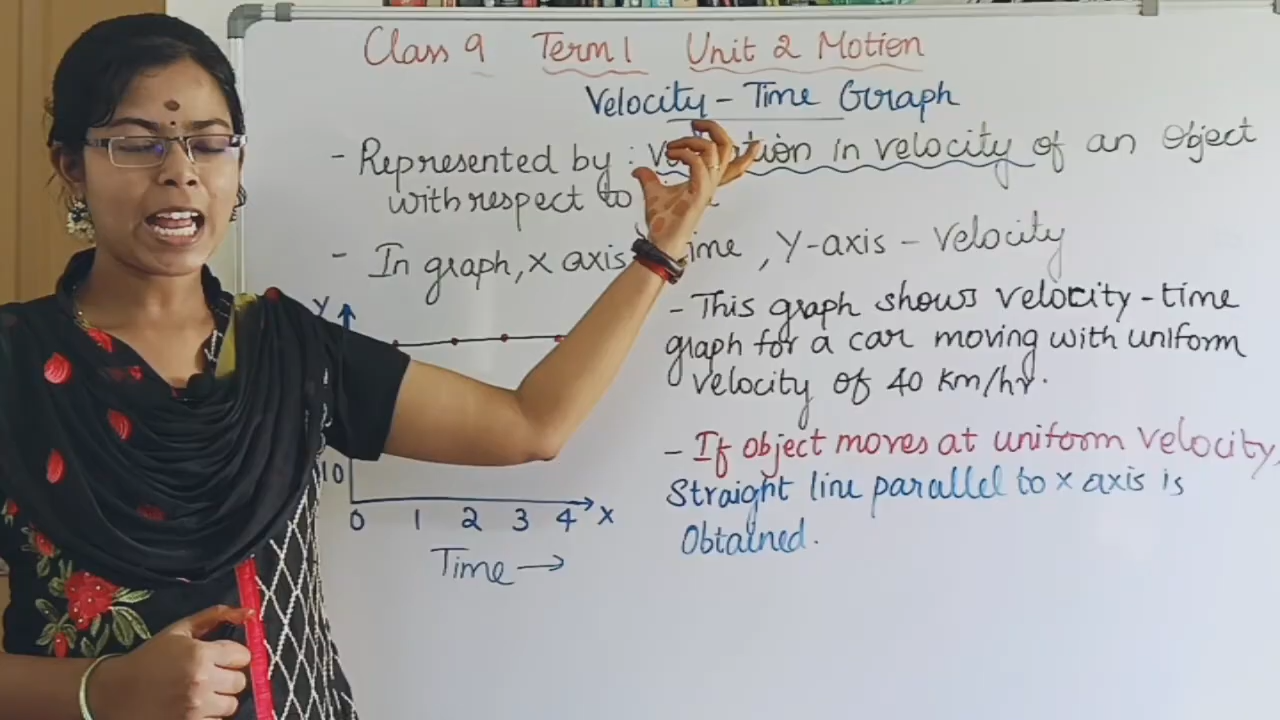 Class 9 Term 1 Unit 2 Motion
Velocity - Time Graph
- Represented by : in velocity of an object
with respect to
- In graph, x axis , Y-axis - velocity
- This graph shows velocity - time
graph for a car moving with uniform
velocity of 40 km/hr.
- If object moves at uniform velocity,
Straight line parallel to x axis is
Obtained.
Y
10
0 1 2 3 4 X
Time →